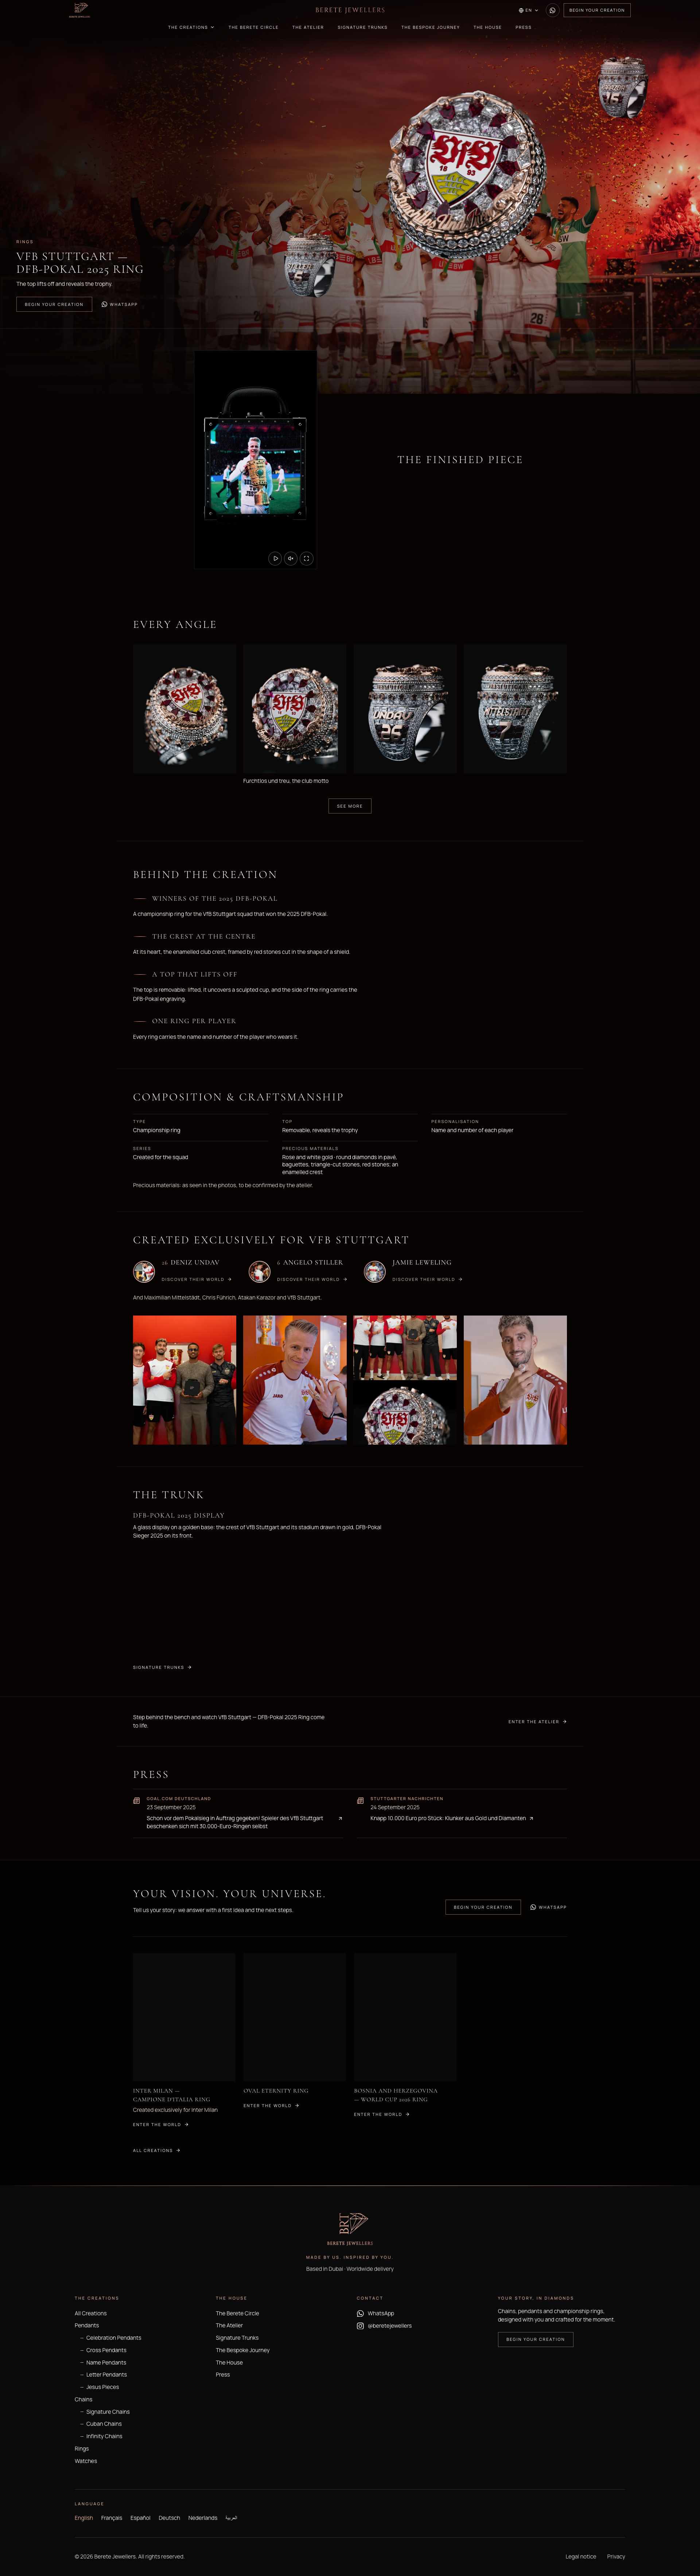 BERETE JEWELLERS
EN
BEGIN YOUR CREATION
THE CREATIONS
THE BERETE CIRCLE
THE ATELIER
SIGNATURE TRUNKS
THE BESPOKE JOURNEY
THE HOUSE
PRESS
VfB
18 93
RINGS
VFB STUTTGART —
DFB-POKAL 2025 RING
The top lifts off and reveals the trophy
BEGIN YOUR CREATION
WHATSAPP
THE FINISHED PIECE
EVERY ANGLE
VfB
VfB
UNDAV
26
MITTELSTÄDT
7
Furchtlos und treu, the club motto
SEE MORE
BEHIND THE CREATION
WINNERS OF THE 2025 DFB-POKAL
A championship ring for the VfB Stuttgart squad that won the 2025 DFB-Pokal.
THE CREST AT THE CENTRE
At its heart, the enamelled club crest, framed by red stones cut in the shape of a shield.
A TOP THAT LIFTS OFF
The top is removable: lifted, it uncovers a sculpted cup, and the side of the ring carries the
DFB-Pokal engraving.
ONE RING PER PLAYER
Every ring carries the name and number of the player who wears it.
COMPOSITION & CRAFTSMANSHIP
TYPE
Championship ring
TOP
Removable, reveals the trophy
PERSONALISATION
Name and number of each player
SERIES
Created for the squad
PRECIOUS MATERIALS
Rose and white gold · round diamonds in pavé,
baguettes, triangle-cut stones, red stones; an
enamelled crest
Precious materials: as seen in the photos, to be confirmed by the atelier.
CREATED EXCLUSIVELY FOR VFB STUTTGART
26 DENIZ UNDAV
DISCOVER THEIR WORLD
6 ANGELO STILLER
DISCOVER THEIR WORLD
JAMIE LEWELING
DISCOVER THEIR WORLD
And Maximilian Mittelstädt, Chris Führich, Atakan Karazor and VfB Stuttgart.
THE TRUNK
DFB-POKAL 2025 DISPLAY
A glass display on a golden base: the crest of VfB Stuttgart and its stadium drawn in gold, DFB-Pokal
Sieger 2025 on its front.
SIGNATURE TRUNKS
Step behind the bench and watch VfB Stuttgart — DFB-Pokal 2025 Ring come
to life.
ENTER THE ATELIER
PRESS
GOAL.COM DEUTSCHLAND
23 September 2025
Schon vor dem Pokalsieg in Auftrag gegeben! Spieler des VfB Stuttgart
beschenken sich mit 30.000-Euro-Ringen selbst
STUTTGARTER NACHRICHTEN
24 September 2025
Knapp 10.000 Euro pro Stück: Klunker aus Gold und Diamanten
YOUR VISION. YOUR UNIVERSE.
Tell us your story: we answer with a first idea and the next steps.
BEGIN YOUR CREATION
WHATSAPP
INTER MILAN —
CAMPIONE D'ITALIA RING
Created exclusively for Inter Milan
ENTER THE WORLD
OVAL ETERNITY RING
ENTER THE WORLD
BOSNIA AND HERZEGOVINA
— WORLD CUP 2026 RING
ENTER THE WORLD
ALL CREATIONS
BRT
BERETE JEWELLERS
MADE BY US. INSPIRED BY YOU.
Based in Dubai · Worldwide delivery
THE CREATIONS
All Creations
Pendants
— Celebration Pendants
— Cross Pendants
— Name Pendants
— Letter Pendants
— Jesus Pieces
Chains
— Signature Chains
— Cuban Chains
— Infinity Chains
Rings
Watches
THE HOUSE
The Berete Circle
The Atelier
Signature Trunks
The Bespoke Journey
The House
Press
CONTACT
WhatsApp
@beretejewellers
YOUR STORY, IN DIAMONDS
Chains, pendants and championship rings,
designed with you and crafted for the moment.
BEGIN YOUR CREATION
LANGUAGE
English
Français
Español
Deutsch
Nederlands
العربية
© 2026 Berete Jewellers. All rights reserved.
Legal notice
Privacy